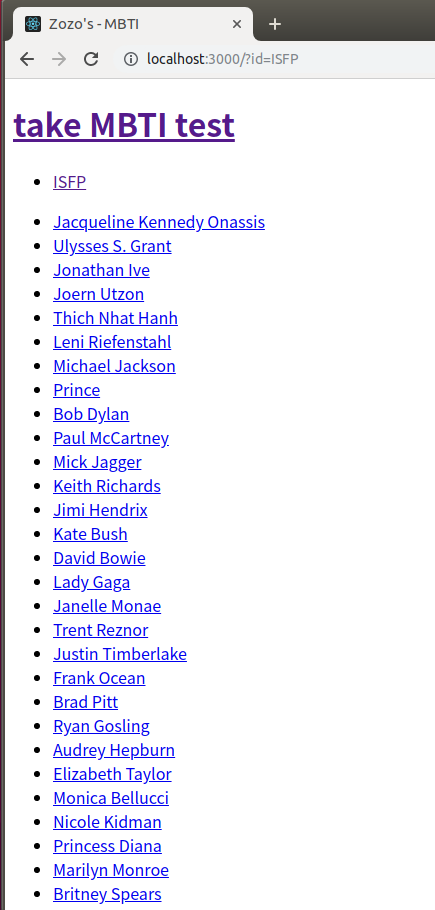 Zozo's - MBTI
localhost:3000/?id=ISFP
take MBTI test
ISFP
Jacqueline Kennedy Onassis
Ulysses S. Grant
Jonathan Ive
Joern Utzon
Thich Nhat Hanh
Leni Riefenstahl
Michael Jackson
Prince
Bob Dylan
Paul McCartney
Mick Jagger
Keith Richards
Jimi Hendrix
Kate Bush
David Bowie
Lady Gaga
Janelle Monae
Trent Reznor
Justin Timberlake
Frank Ocean
Brad Pitt
Ryan Gosling
Audrey Hepburn
Elizabeth Taylor
Monica Bellucci
Nicole Kidman
Princess Diana
Marilyn Monroe
Britney Spears